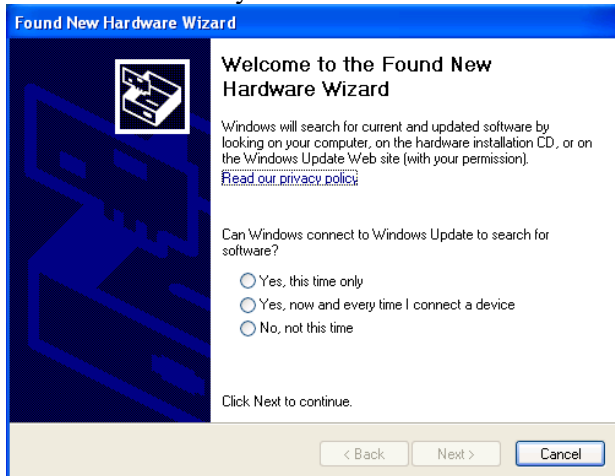 Found New Hardware Wizard
Welcome to the Found New
Hardware Wizard
Windows will search for current and updated software by
looking on your computer, on the hardware installation CD, or on
the Windows Update Web site (with your permission).
Read our privacy policy
Can Windows connect to Windows Update to search for
software?
Yes, this time only
Yes, now and every time I connect a device
No, not this time
Click Next to continue.
< Back
Next >
Cancel